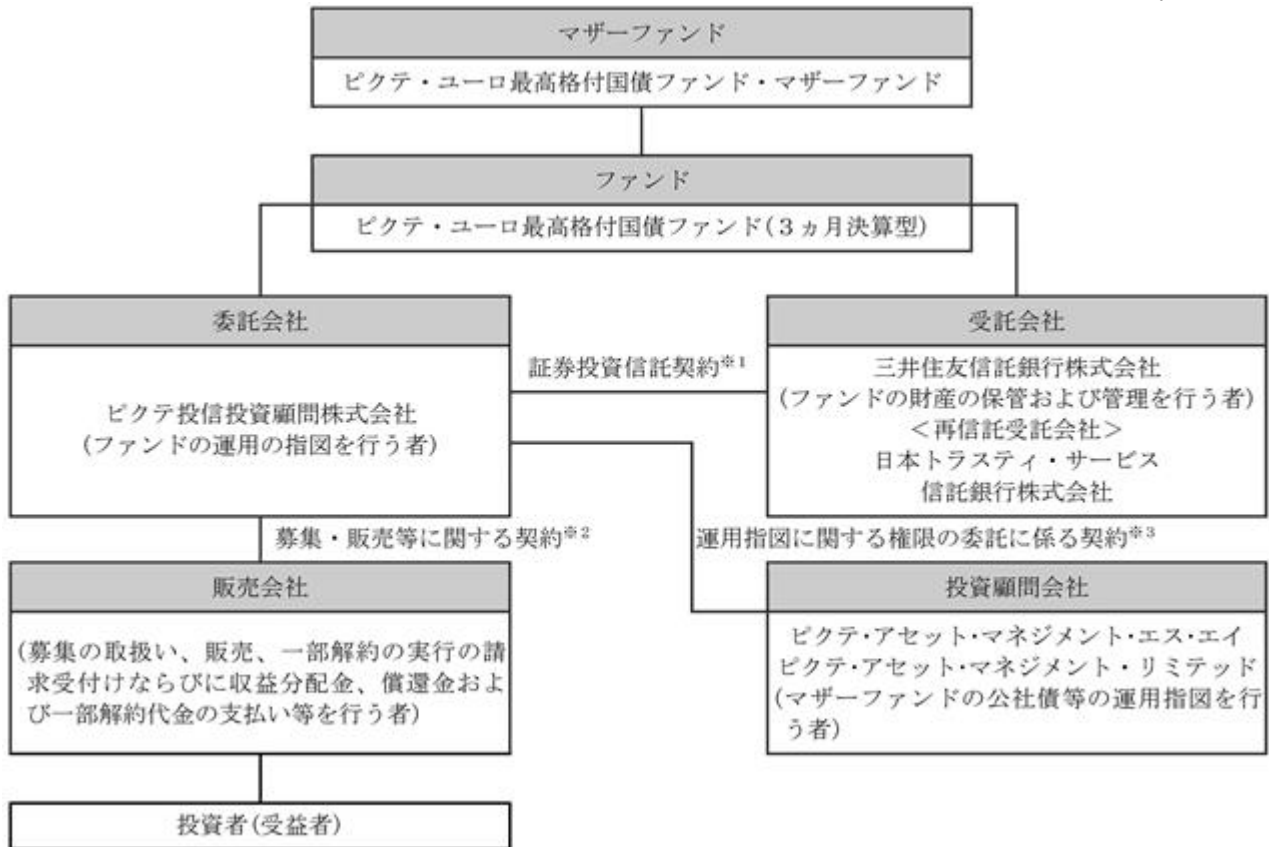 マザーファンド
ピクテ・ユーロ最高格付国債ファンド・マザーファンド
ファンド
ピクテ・ユーロ最高格付国債ファンド(3ヵ月決算型)
委託会社
ピクテ投信投資顧問株式会社
(ファンドの運用の指図を行う者)
証券投資信託契約※1
受託会社
三井住友信託銀行株式会社
(ファンドの財産の保管および管理を行う者)
<再信託受託会社>
日本トラスティ・サービス
信託銀行株式会社
募集・販売等に関する契約※2
運用指図に関する権限の委託に係る契約※3
販売会社
(募集の取扱い、販売、一部解約の実行の請
求受付けならびに収益分配金、償還金およ
び一部解約代金の支払い等を行う者)
投資顧問会社
ピクテ・アセット・マネジメント・エス・エイ
ピクテ・アセット・マネジメント・リミテッド
(マザーファンドの公社債等の運用指図を行
う者)
投資者(受益者)